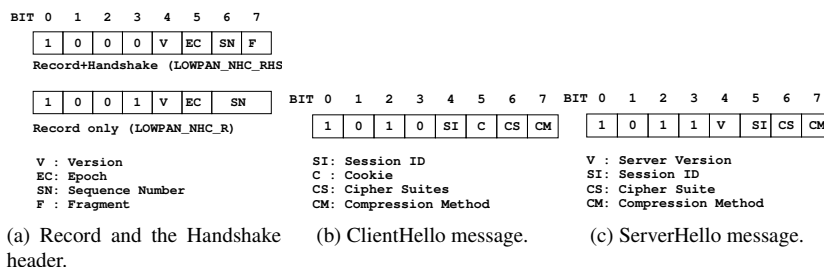 BIT 0 1 2 3 4 5 6 7
1 0 0 0 V EC SN F
Record+Handshake (LOWPAN_NHC_RHS
1 0 0 1 V EC SN
Record only (LOWPAN_NHC_R)
V : Version
EC: Epoch
SN: Sequence Number
F : Fragment
(a) Record and the Handshake
header.
BIT 0 1 2 3 4 5 6 7
1 0 1 0 SI C CS CM
SI: Session ID
C : Cookie
CS: Cipher Suites
CM: Compression Method
(b) ClientHello message.
BIT 0 1 2 3 4 5 6 7
1 0 1 1 V SI CS CM
V : Server Version
SI: Session ID
CS: Cipher Suite
CM: Compression Method
(c) ServerHello message.